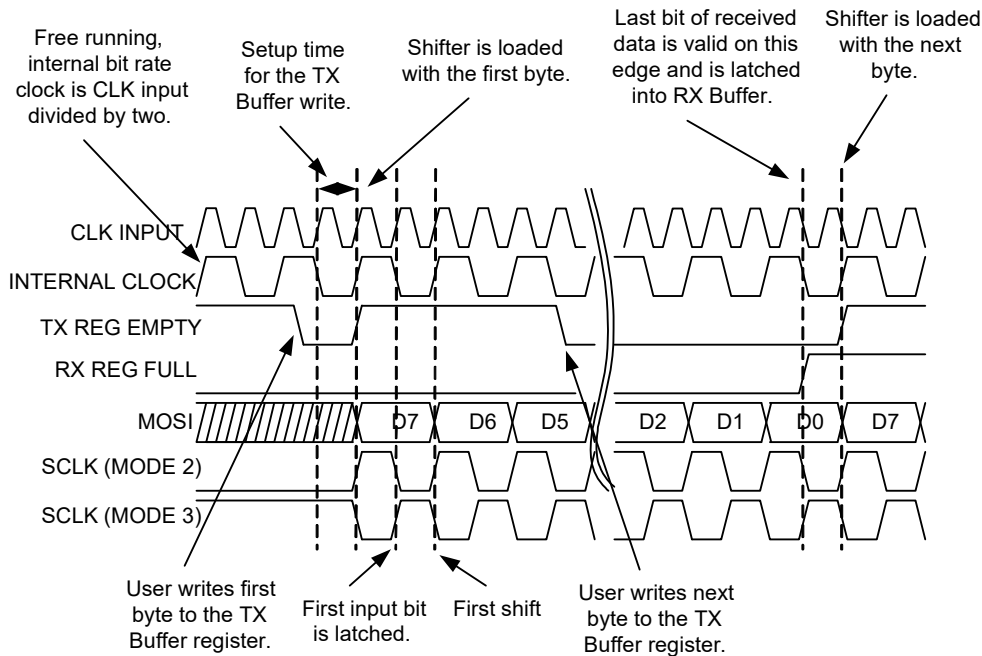 Free running,
internal bit rate
clock is CLK input
divided by two.
Setup time
for the TX
Buffer write.
Shifter is loaded
with the first byte.
Last bit of received
data is valid on this
edge and is latched
into RX Buffer.
Shifter is loaded
with the next
byte.
CLK INPUT
INTERNAL CLOCK
TX REG EMPTY
RX REG FULL
MOSI
D7
D6
D5
D2
D1
D0
D7
SCLK (MODE 2)
SCLK (MODE 3)
User writes first
byte to the TX
Buffer register.
First input bit
is latched.
First shift
User writes next
byte to the TX
Buffer register.